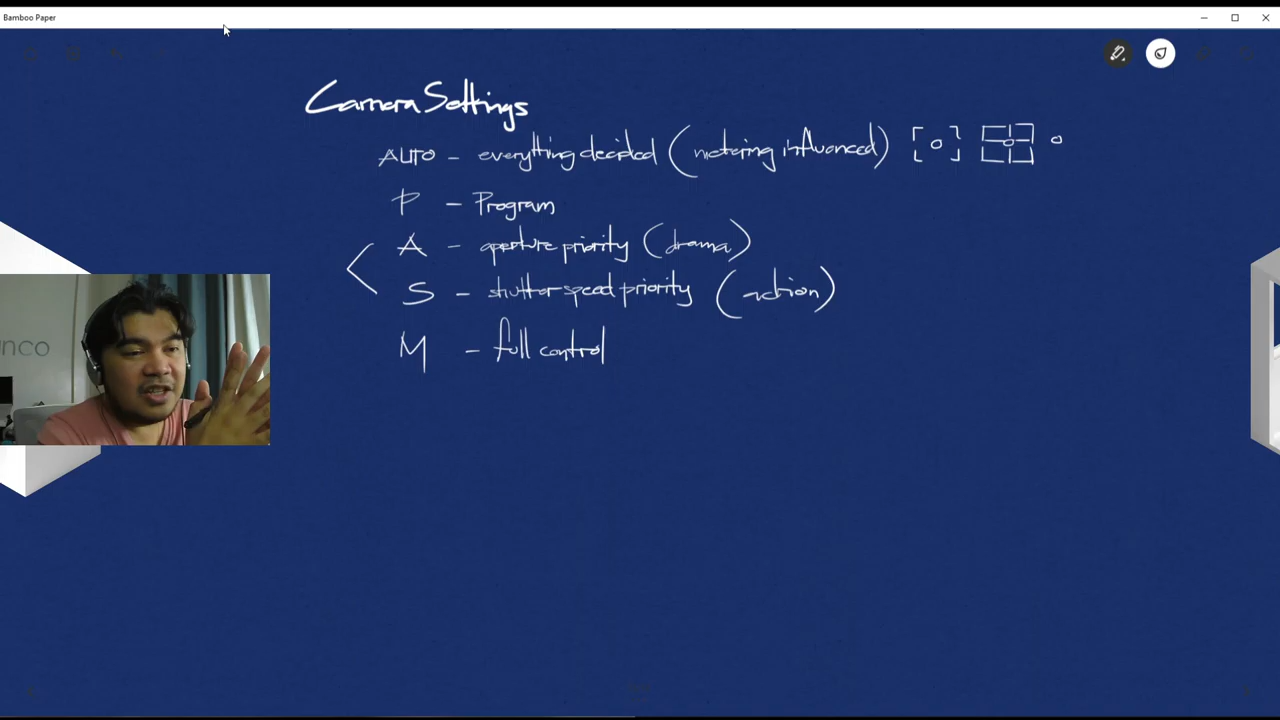 Bamboo Paper
Camera Settings
AUTO - everything decided (metering influenced)
P - Program
A - aperture priority (drama)
S - shutter speed priority (action)
M - full control
nco